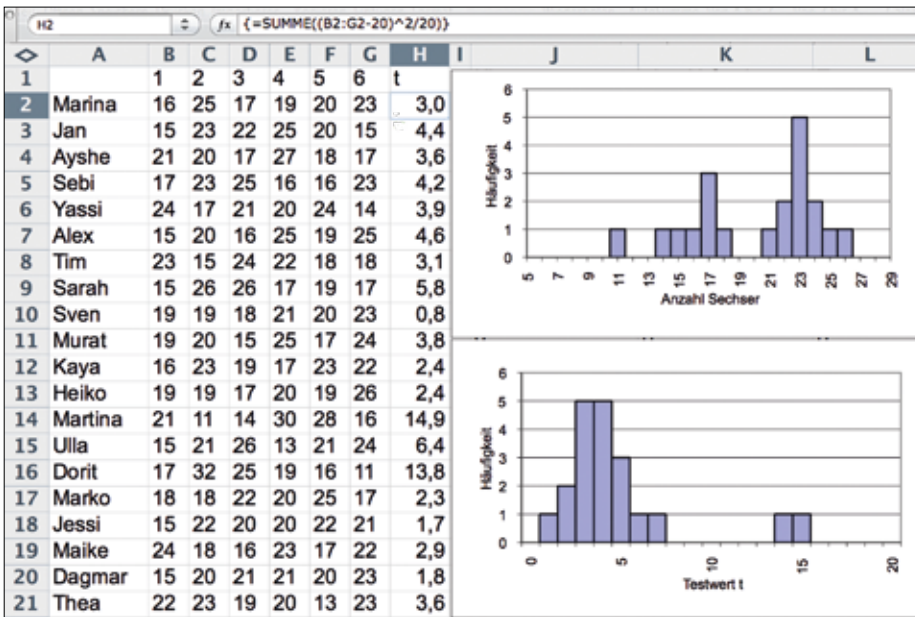 H2 fx {=SUMME((B2:G2-20)^2/20)}
A B C D E F G H I J K L
1 1 2 3 4 5 6 t
2 Marina 16 25 17 19 20 23 3,0
3 Jan 15 23 22 25 20 15 4,4
4 Ayshe 21 20 17 27 18 17 3,6
5 Sebi 17 23 25 16 16 23 4,2
6 Yassi 24 17 21 20 24 14 3,9
7 Alex 15 20 16 25 19 25 4,6
8 Tim 23 15 24 22 18 18 3,1
9 Sarah 15 26 26 17 19 17 5,8
10 Sven 19 19 18 21 20 23 0,8
11 Murat 19 20 15 25 17 24 3,8
12 Kaya 16 23 19 17 23 22 2,4
13 Heiko 19 19 17 20 19 26 2,4
14 Martina 21 11 14 30 28 16 14,9
15 Ulla 15 21 26 13 21 24 6,4
16 Dorit 17 32 25 19 16 11 13,8
17 Marko 18 18 22 20 25 17 2,3
18 Jessi 15 22 20 20 22 21 1,7
19 Maike 24 18 16 23 17 22 2,9
20 Dagmar 15 20 21 21 20 23 1,8
21 Thea 22 23 19 20 13 23 3,6
Häufigkeit
6
5
4
3
2
1
0
5 7 9 11 13 15 17 19 21 23 25 27 29
Anzahl Sechser
Häufigkeit
6
5
4
3
2
1
0
0 5 10 15 20
Testwert t